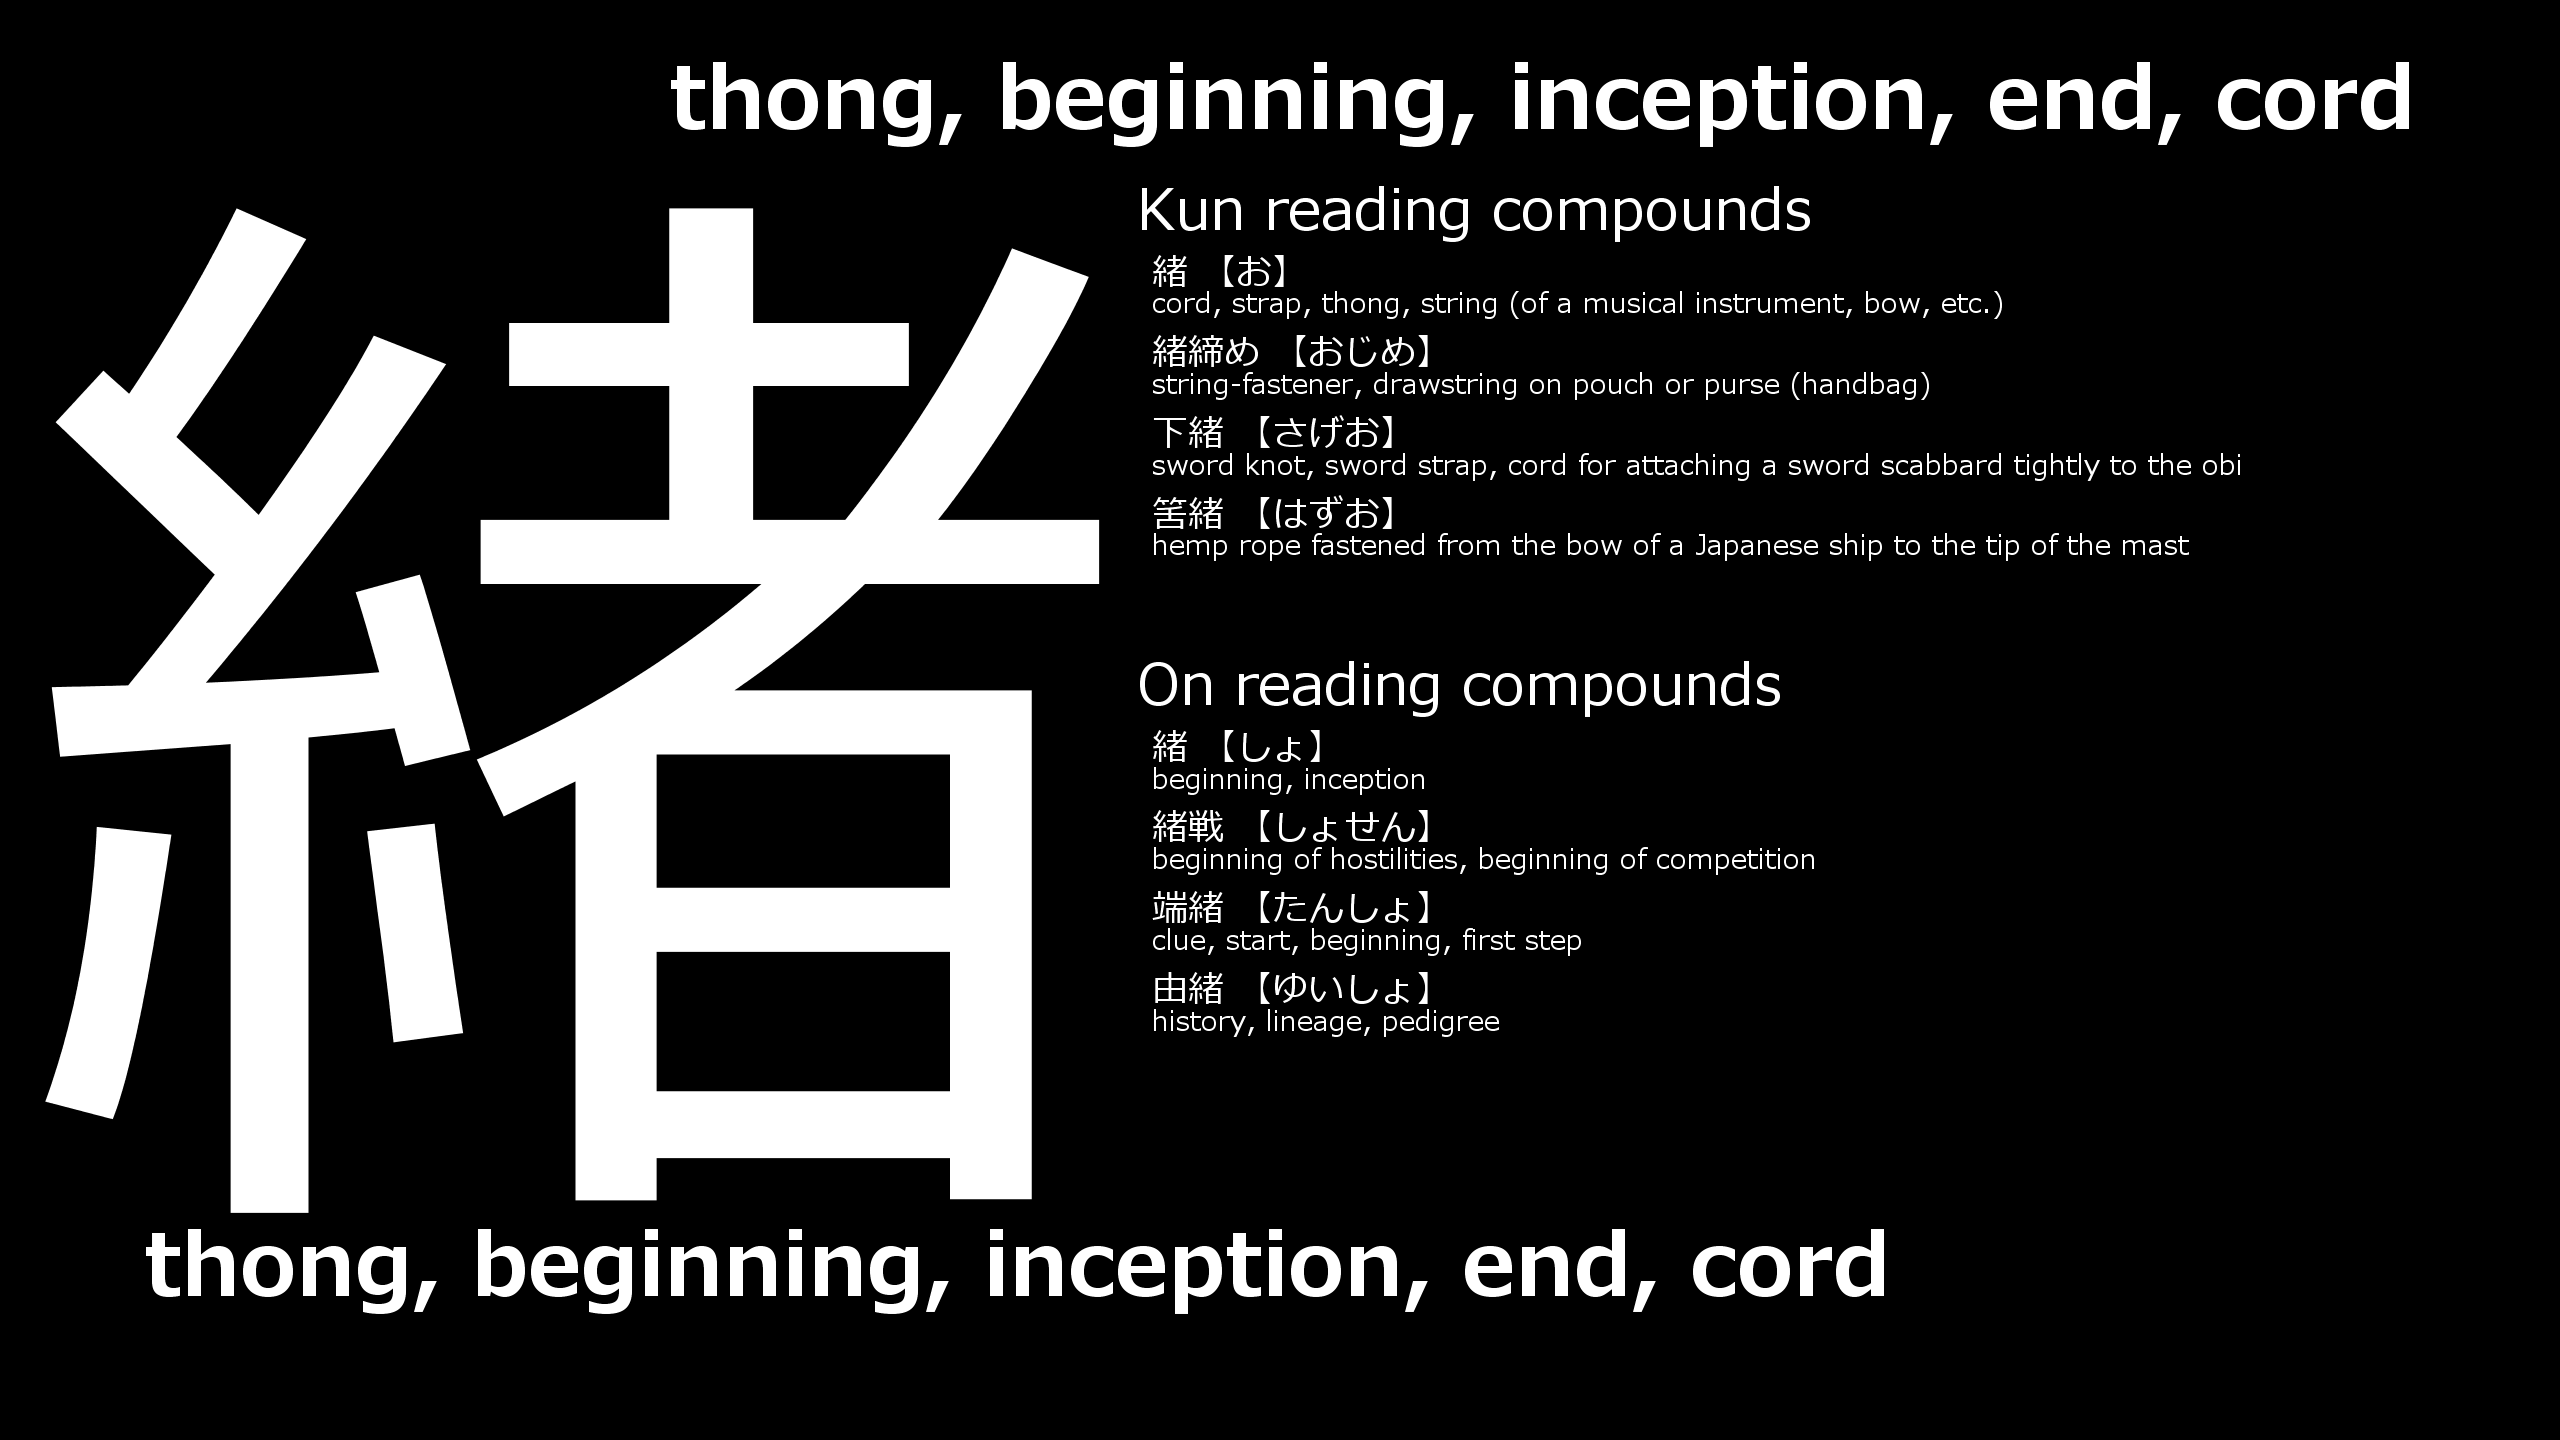 thong, beginning, inception, end, cord
緒
Kun reading compounds
緒 【お】
cord, strap, thong, string (of a musical instrument, bow, etc.)
緒締め 【おじめ】
string-fastener, drawstring on pouch or purse (handbag)
下緒 【さげお】
sword knot, sword strap, cord for attaching a sword scabbard tightly to the obi
筈緒 【はずお】
hemp rope fastened from the bow of a Japanese ship to the tip of the mast
On reading compounds
緒 【しょ】
beginning, inception
緒戦 【しょせん】
beginning of hostilities, beginning of competition
端緒 【たんしょ】
clue, start, beginning, first step
由緒 【ゆいしょ】
history, lineage, pedigree
thong, beginning, inception, end, cord